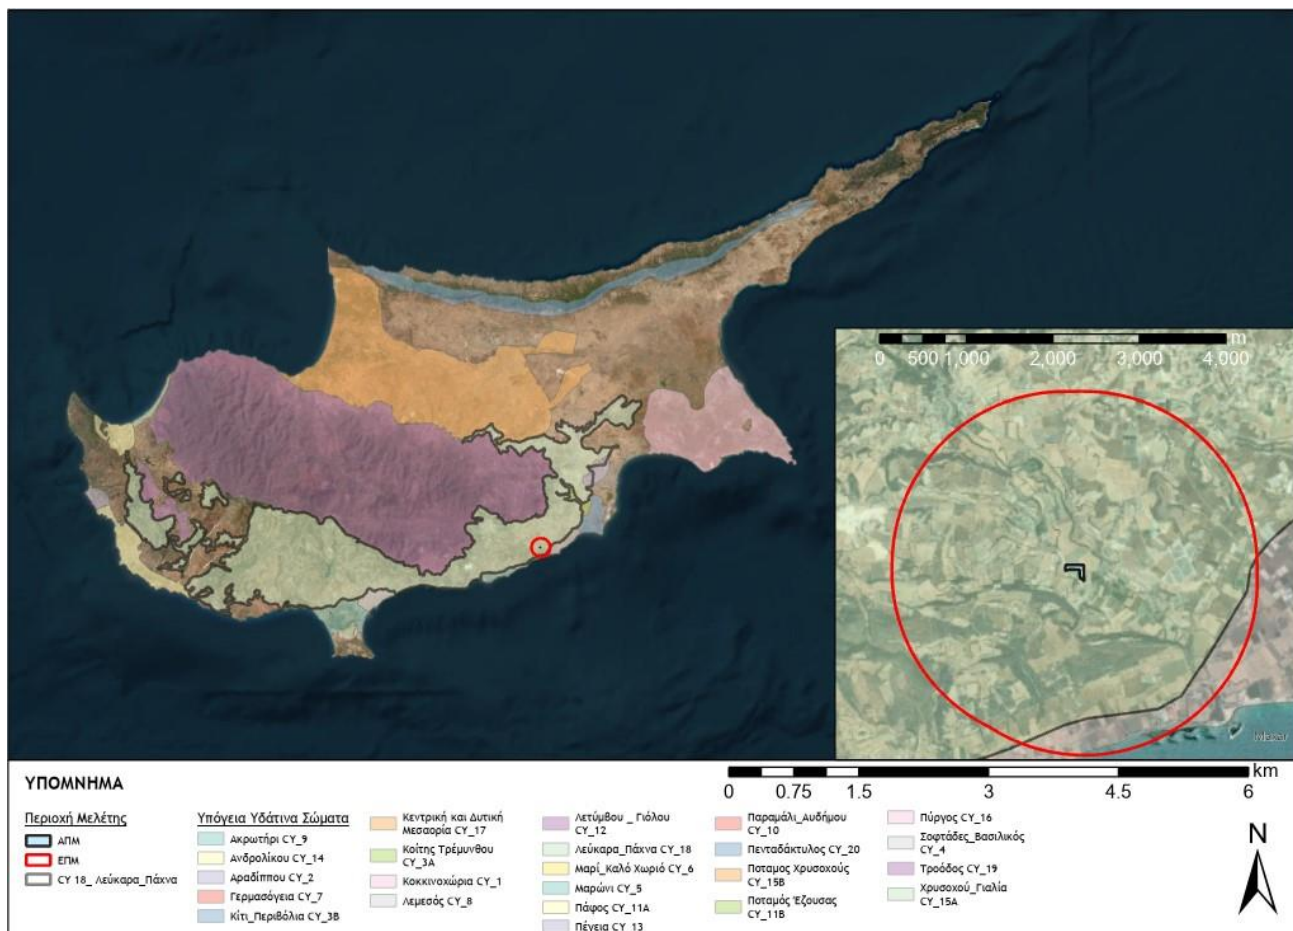 m
0 500 1,000 2,000 3,000 4,000
ΥΠΟΜΝΗΜΑ
Περιοχή Μελέτης
ΑΠΜ
ΕΠΜ
CY 18_ Λεύκαρα_Πάχνα
Υπόγεια Υδάτινα Σώματα
Ακρωτήρι CY_9
Ανδρολίκου CY_14
Αραδίππου CY_2
Γερμασόγεια CY_7
Κίτι_Περιβόλια CY_3B
Κεντρική και Δυτική
Μεσαορία CY_17
Κοίτης Τρέμυνθου
CY_3A
Κοκκινοχώρια CY_1
Λεμεσός CY_8
Λετύμβου _ Γιόλου
CY_12
Λεύκαρα_Πάχνα CY_18
Μαρί_Καλό Χωριό CY_6
Μαρώνι CY_5
Πάφος CY_11A
Πέγεια CY_13
Παραμάλι_Αυδήμου
CY_10
Πενταδάκτυλος CY_20
Ποταμος Χρυσοχούς
CY_15B
Ποταμός Έζουσας
CY_11B
Πύργος CY_16
Σοφτάδες_Βασιλικός
CY_4
Τρόοδος CY_19
Χρυσοχού_Γιαλία
CY_15A
km
0 0.75 1.5 3 4.5 6
N